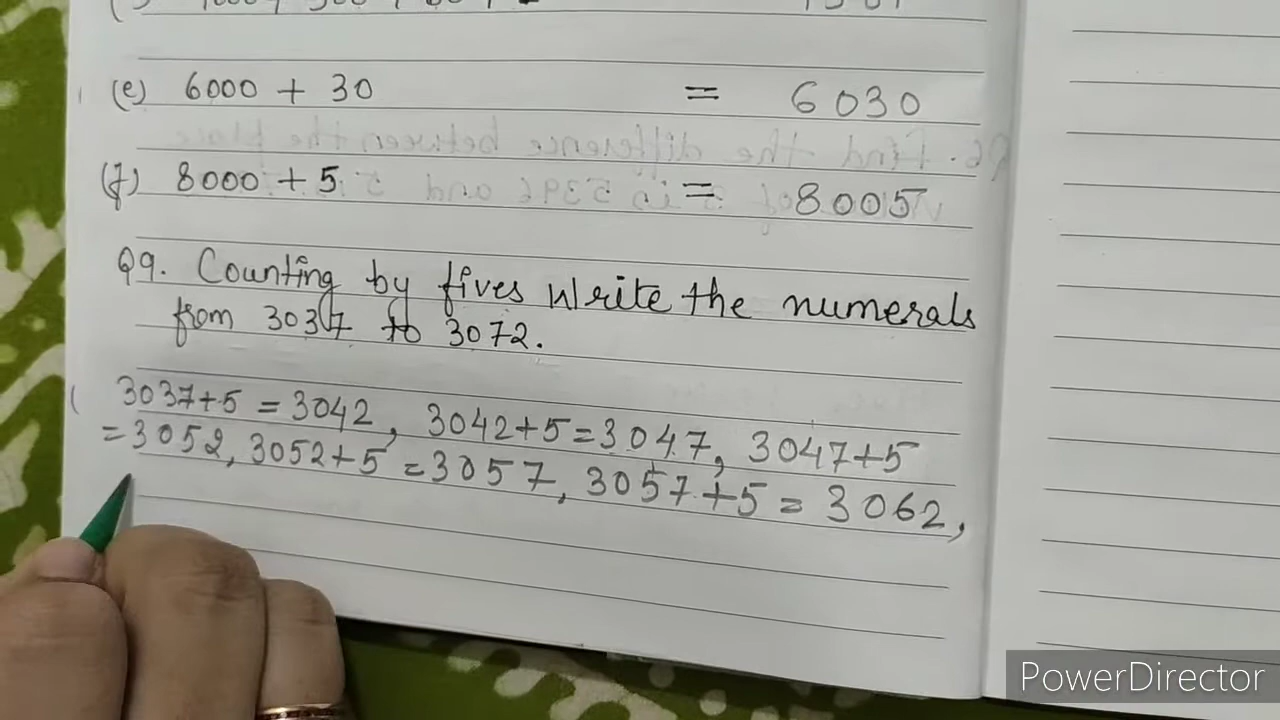 (e) 6000 + 30 = 6030
(f) 8000 + 5 = 8005
Q9. Counting by fives Write the numerals
from 3037 to 3072.
3037+5 = 3042, 3042+5=3047, 3047+5
=3052, 3052+5 =3057, 3057+5 = 3062,
PowerDirector